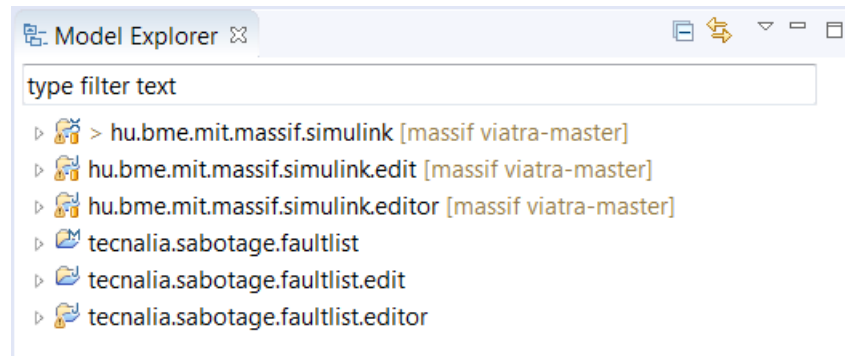 Model Explorer
type filter text
> hu.bme.mit.massif.simulink [massif viatra-master]
hu.bme.mit.massif.simulink.edit [massif viatra-master]
hu.bme.mit.massif.simulink.editor [massif viatra-master]
tecnalia.sabotage.faultlist
tecnalia.sabotage.faultlist.edit
tecnalia.sabotage.faultlist.editor